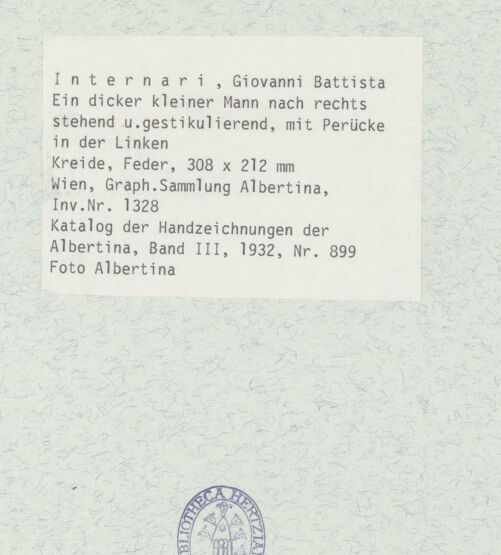 Internari, Giovanni Battista
Ein dicker kleiner Mann nach rechts
stehend u.gestikulierend, mit Perücke
in der Linken
Kreide, Feder, 308 x 212 mm
Wien, Graph.Sammlung Albertina,
Inv.Nr. 1328
Katalog der Handzeichnungen der
Albertina, Band III, 1932, Nr. 899
Foto Albertina
BIBLIOTHECA HERTZIA